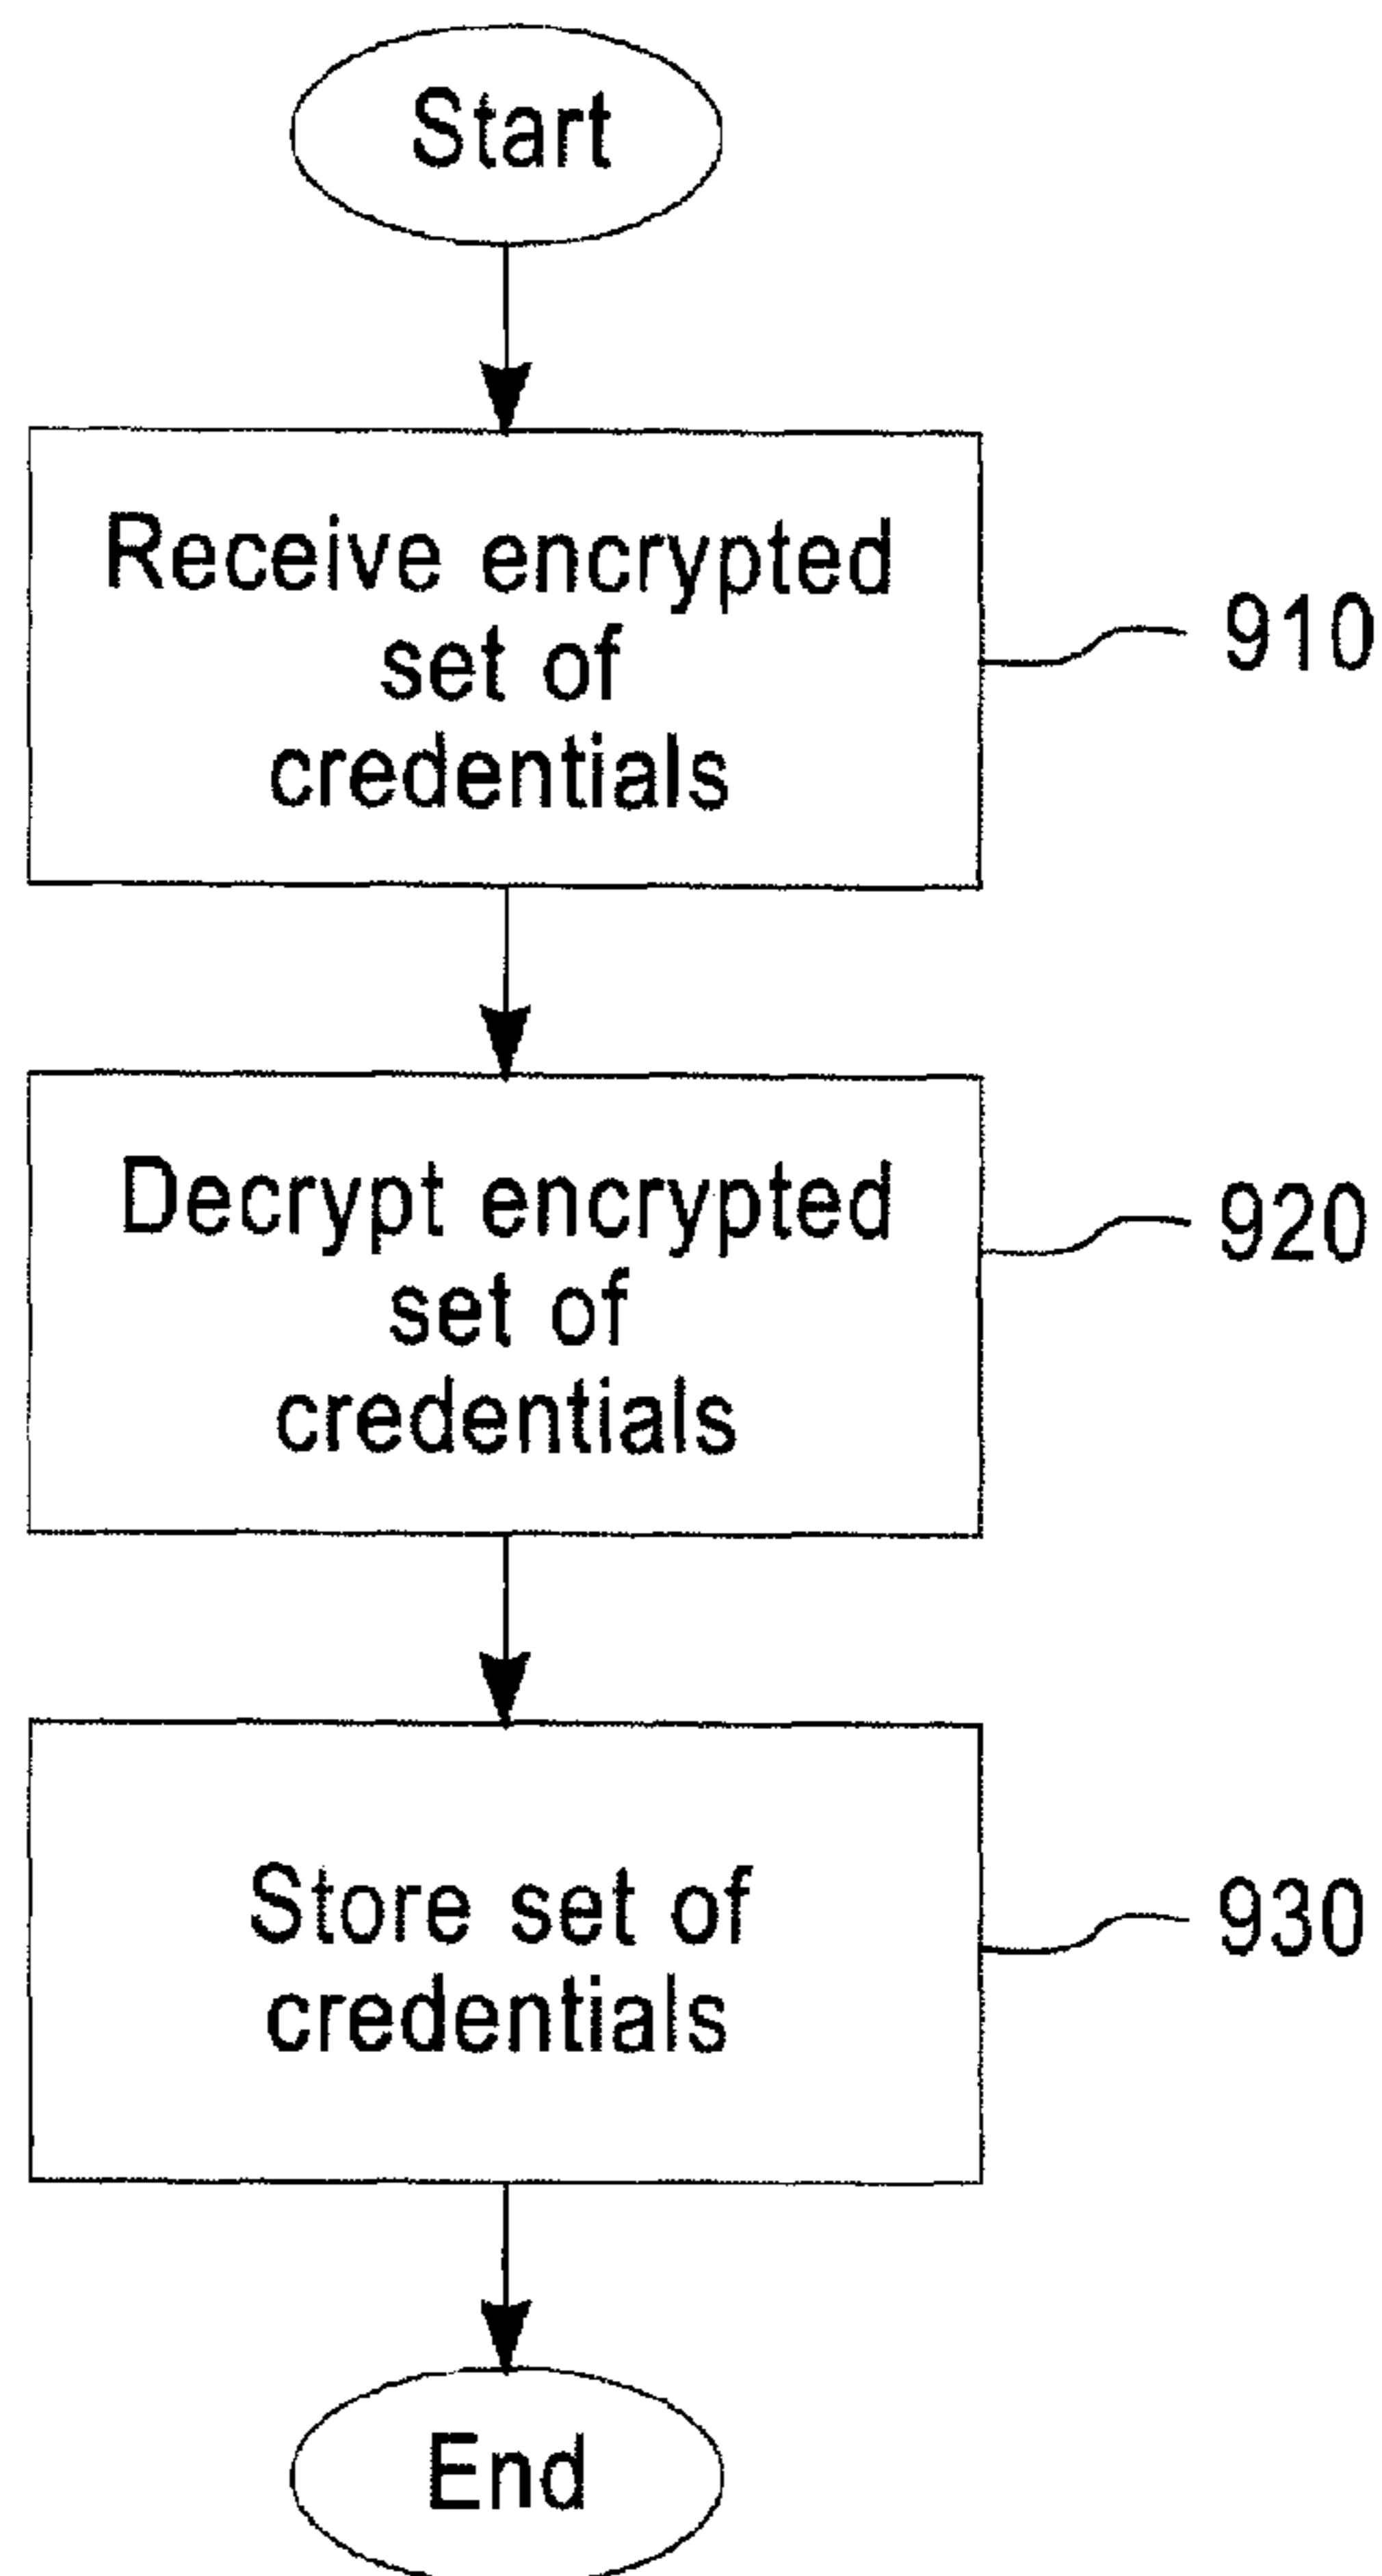 Start
Receive encrypted
set of
credentials
910
Decrypt encrypted
set of
credentials
920
Store set of
credentials
930
End